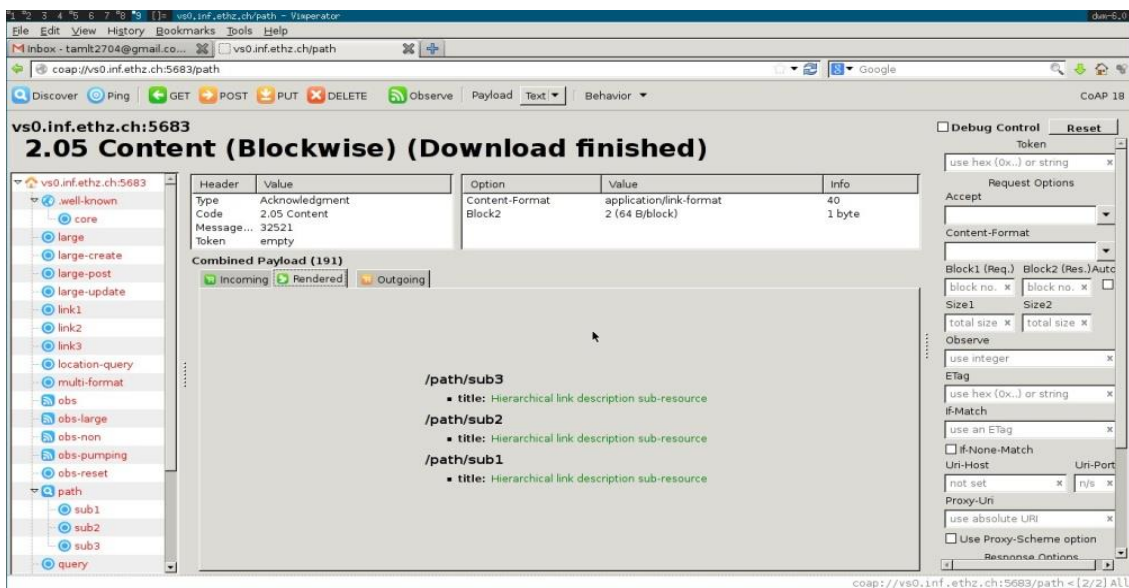 °1 °2 3 4 °5 6 7 °8 °9 []= vs0.inf.ethz.ch/path - Vimperator dwm-6.0
File Edit View History Bookmarks Tools Help
Inbox - tamlt2704@gmail.co... vs0.inf.ethz.ch/path
coap://vs0.inf.ethz.ch:5683/path Google
Discover Ping GET POST PUT DELETE Observe Payload Text Behavior CoAP 18
vs0.inf.ethz.ch:5683
2.05 Content (Blockwise) (Download finished)
vs0.inf.ethz.ch:5683
.well-known
core
large
large-create
large-post
large-update
link1
link2
link3
location-query
multi-format
obs
obs-large
obs-non
obs-pumping
obs-reset
path
sub1
sub2
sub3
query
Header Value
Type Acknowledgment
Code 2.05 Content
Message... 32521
Token empty
Option Value Info
Content-Format application/link-format 40
Block2 2 (64 B/block) 1 byte
Combined Payload (191)
Incoming Rendered Outgoing
/path/sub3
▪ title: Hierarchical link description sub-resource
/path/sub2
▪ title: Hierarchical link description sub-resource
/path/sub1
▪ title: Hierarchical link description sub-resource
Debug Control Reset
Token
use hex (0x..) or string
Request Options
Accept
Content-Format
Block1 (Req.) Block2 (Res.) Auto
block no. block no.
Size1 Size2
total size total size
Observe
use integer
ETag
use hex (0x..) or string
If-Match
use an ETag
If-None-Match
Uri-Host Uri-Port
not set n/s
Proxy-Uri
use absolute URI
Use Proxy-Scheme option
Response Options
coap://vs0.inf.ethz.ch:5683/path < [2/2] All